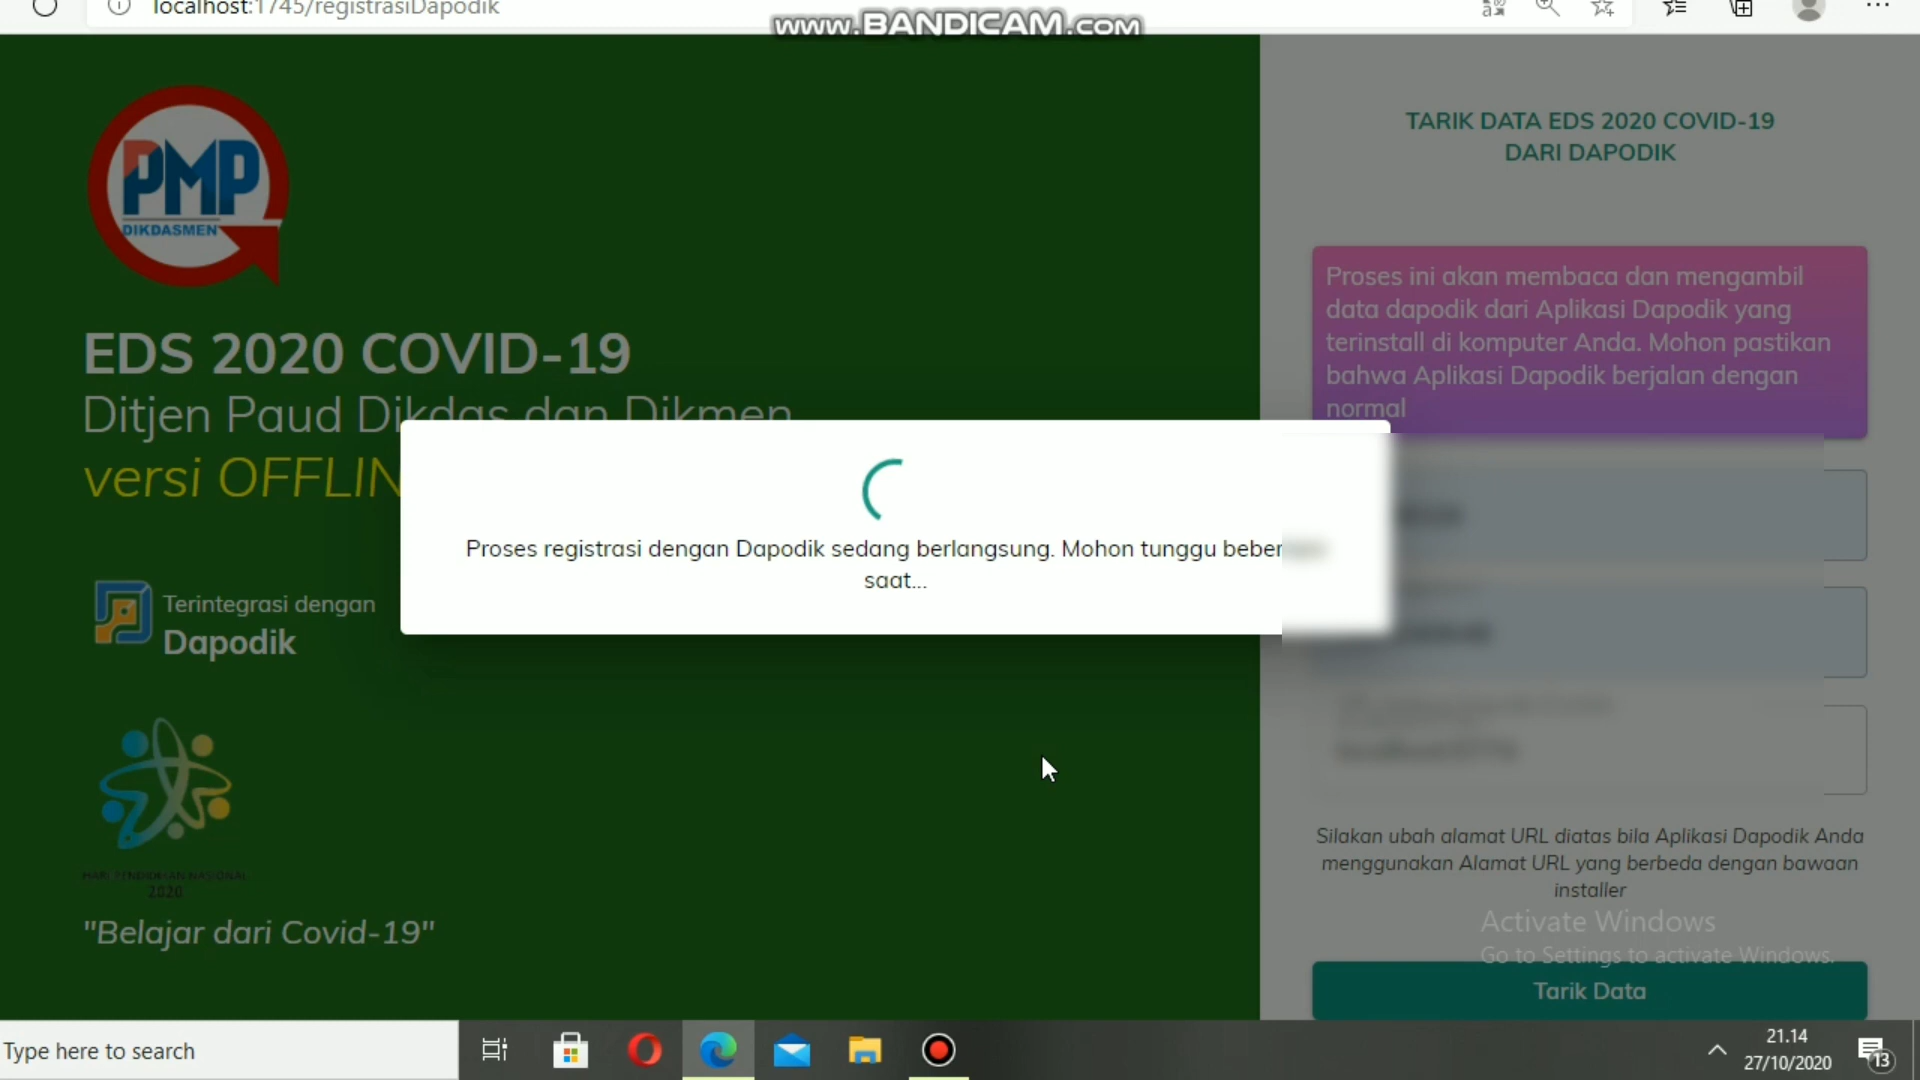 localhost:1745/registrasiDapodik
www.BANDICAM.com
PMP
DIKDASMEN
EDS 2020 COVID-19
Ditjen Paud Dikdas dan Dikmen
versi OFFLIN
Terintegrasi dengan
Dapodik
HARI PENDIDIKAN NASIONAL
2020
"Belajar dari Covid-19"
Proses registrasi dengan Dapodik sedang berlangsung. Mohon tunggu
saat...
TARIK DATA EDS 2020 COVID-19
DARI DAPODIK
Proses ini akan membaca dan mengambil
data dapodik dari Aplikasi Dapodik yang
terinstall di komputer Anda. Mohon pastikan
bahwa Aplikasi Dapodik berjalan dengan
normal
Silakan ubah alamat URL diatas bila Aplikasi Dapodik Anda
menggunakan Alamat URL yang berbeda dengan bawaan
installer
Activate Windows
Go to Settings to activate Windows.
Tarik Data
Type here to search
21.14
27/10/2020
13